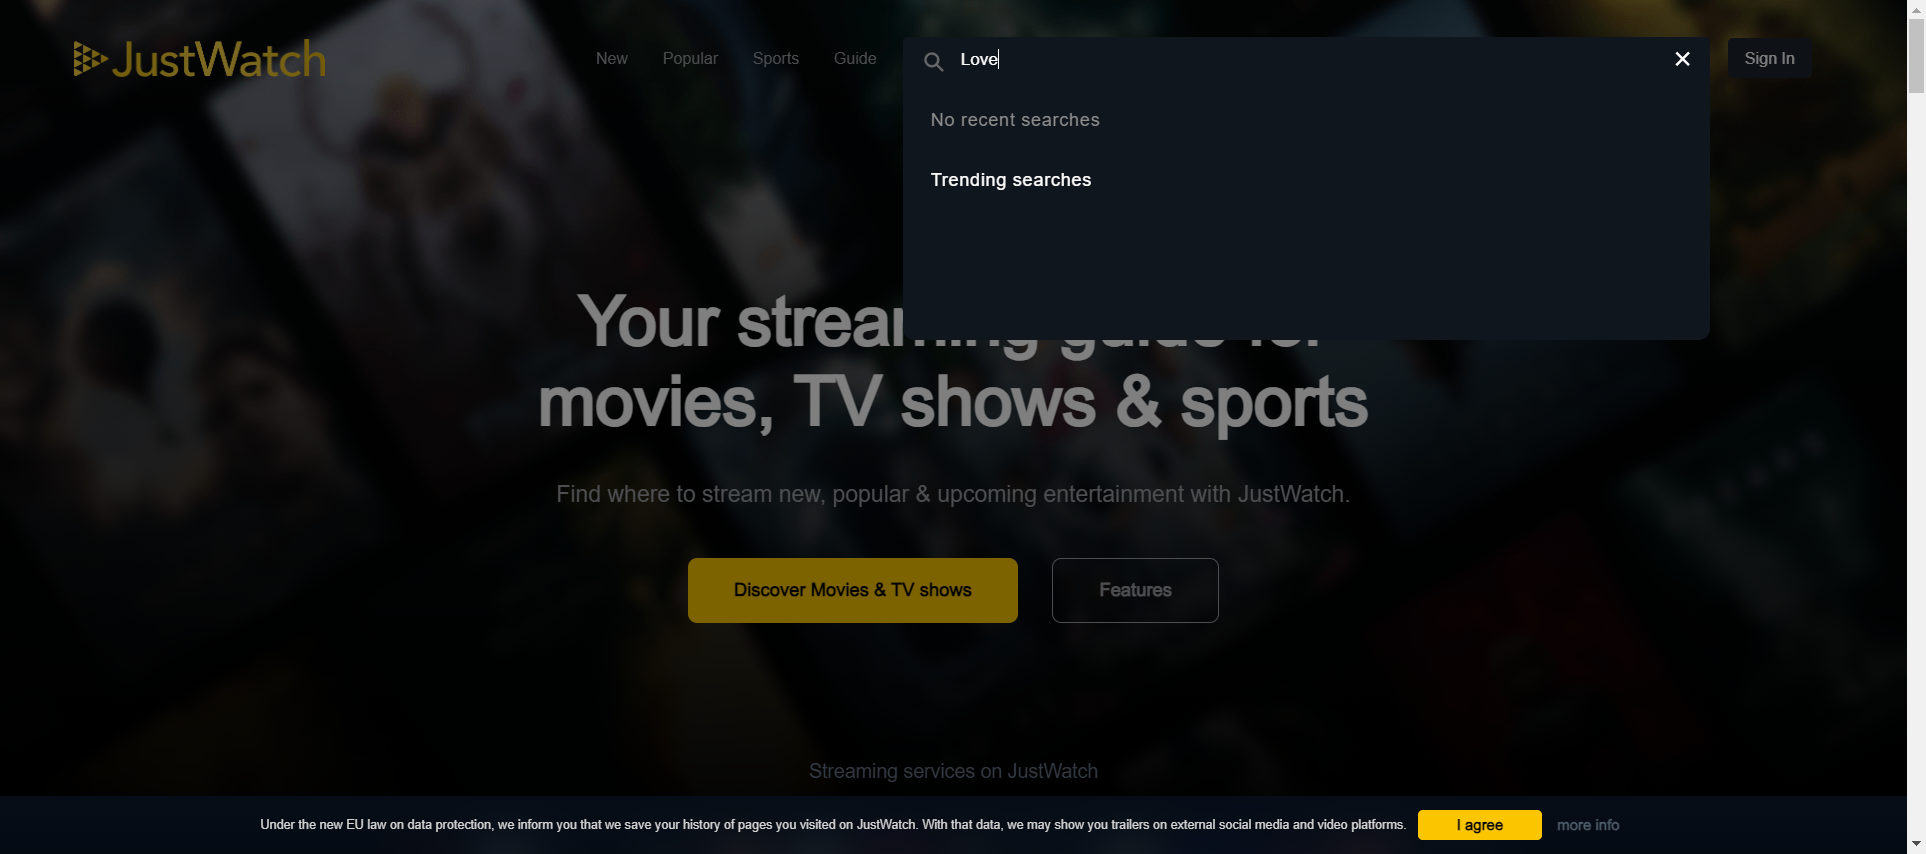 JustWatch
New
Popular
Sports
Guide
Love
Sign In
No recent searches
Trending searches
Your
movies, TV shows & sports
Find where to stream new, popular & upcoming entertainment with JustWatch.
Discover Movies & TV shows
Features
Streaming services on JustWatch
Under the new EU law on data protection, we inform you that we save your history of pages you visited on JustWatch. With that data, we may show you trailers on external social media and video platforms.
I agree
more info